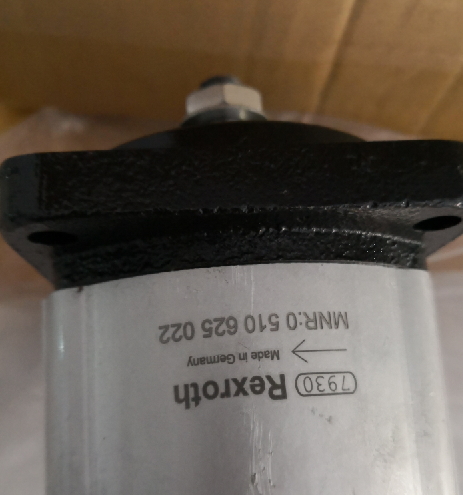 7930 Rexroth
Made in Germany
MNR:0 510 625 022